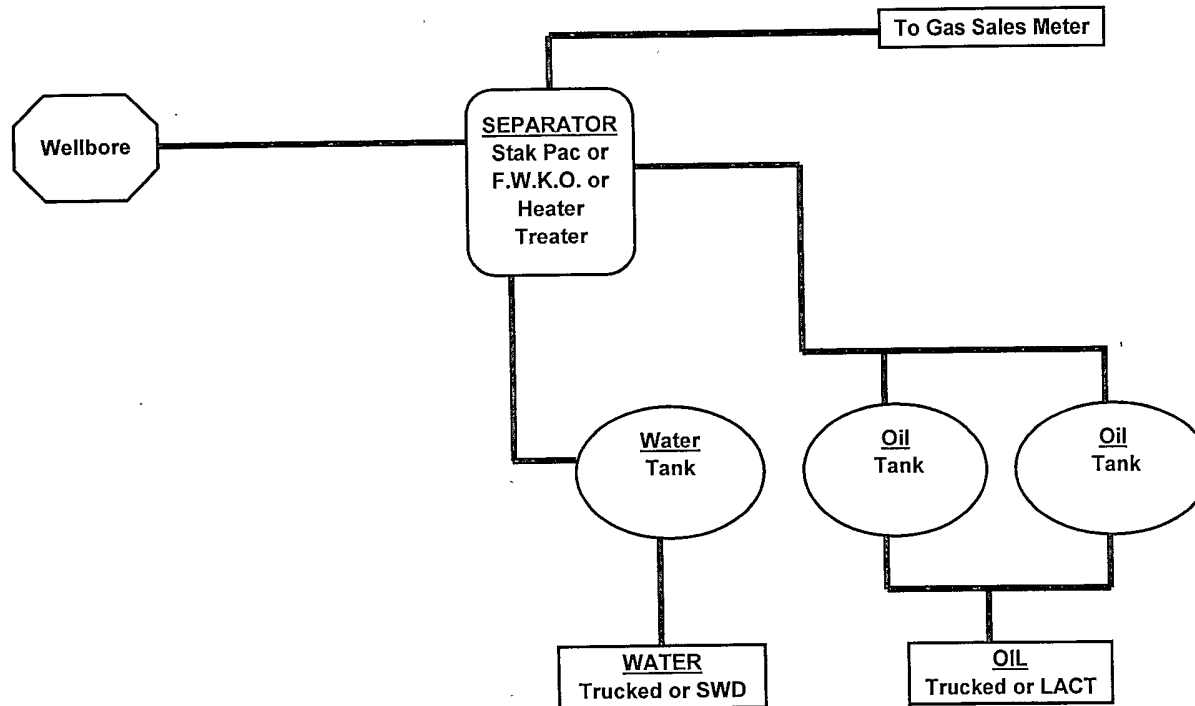 To Gas Sales Meter
Wellbore
SEPARATOR
Stak Pac or
F.W.K.O. or
Heater
Treater
Water
Tank
Oil
Tank
Oil
Tank
WATER
Trucked or SWD
OIL
Trucked or LACT